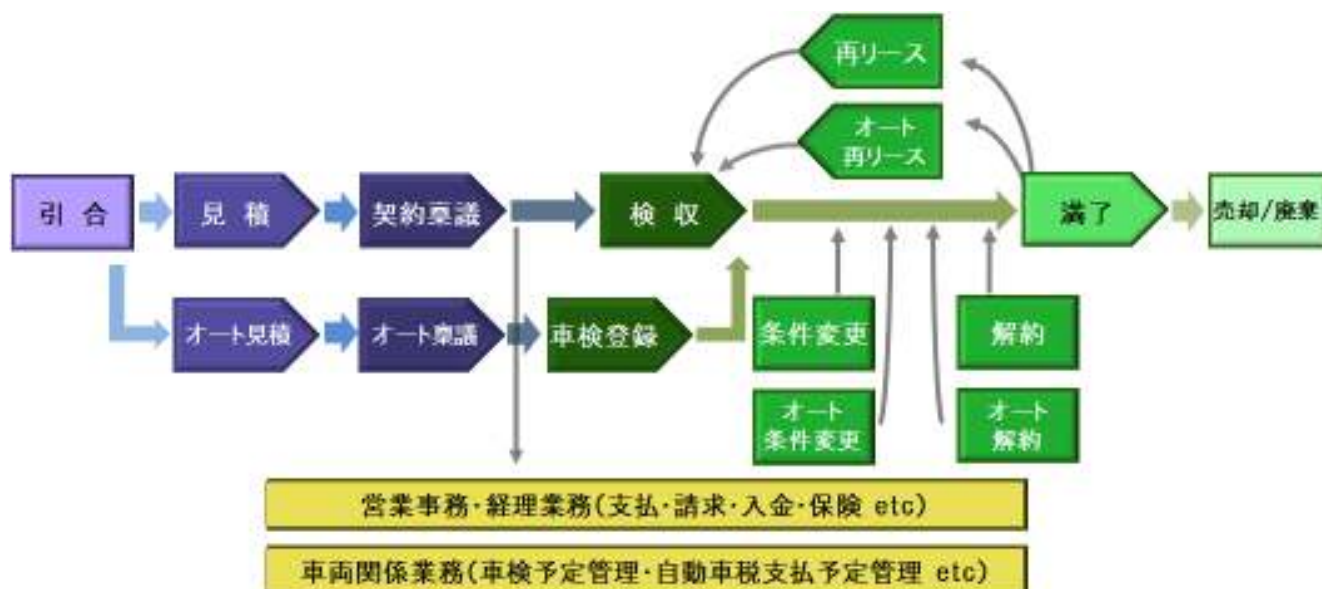 再リース
オート
再リース
引合
見積
契約稟議
検収
満了
売却/廃棄
オート見積
オート稟議
車検登録
条件変更
解約
オート
条件変更
オート
解約
営業事務・経理業務(支払・請求・入金・保険 etc)
車両関係業務(車検予定管理・自動車税支払予定管理 etc)